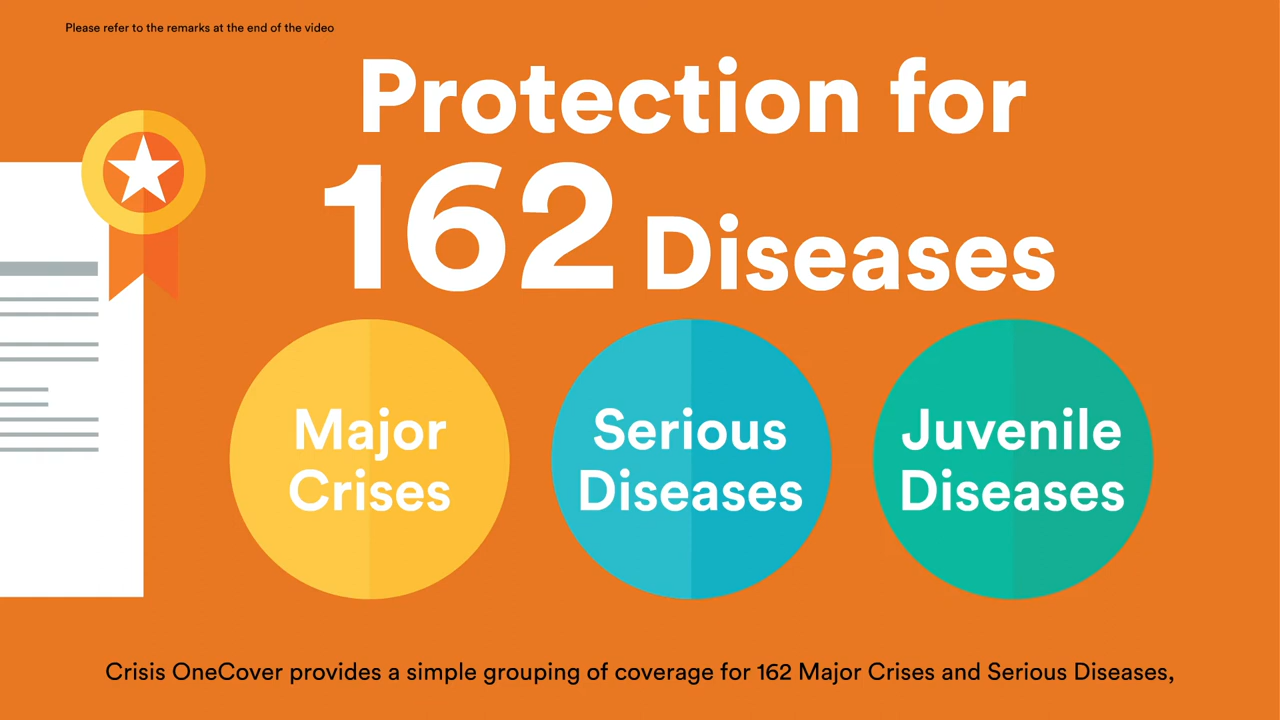 Please refer to the remarks at the end of the video
Protection for
162 Diseases
Major
Crises
Serious
Diseases
Juvenile
Diseases
Crisis OneCover provides a simple grouping of coverage for 162 Major Crises and Serious Diseases,